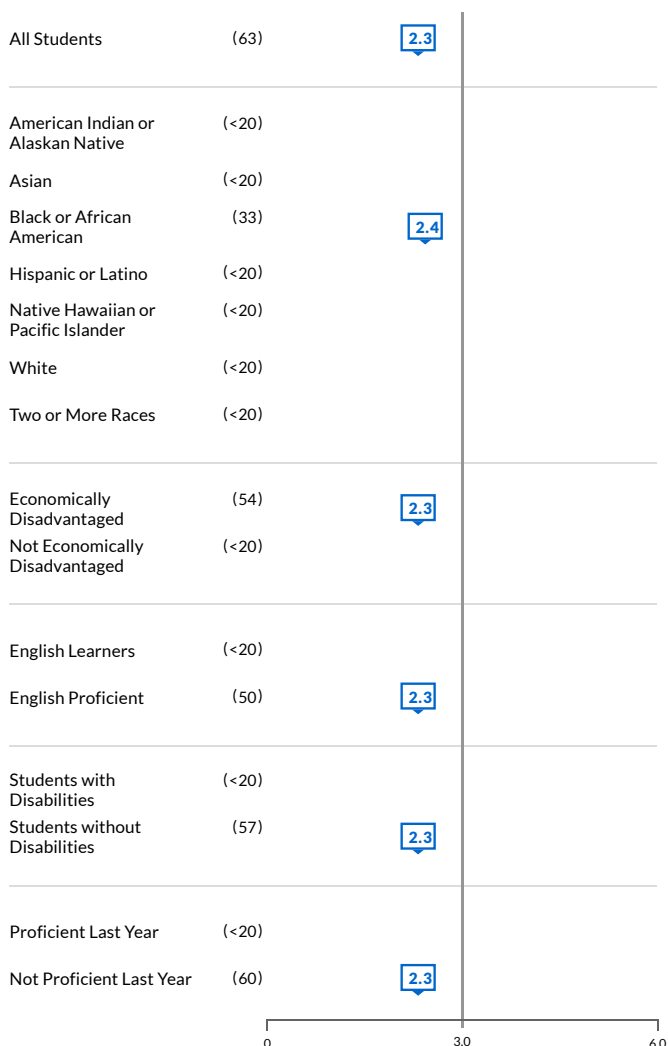 All Students (63) 2.3
American Indian or (<20)
Alaskan Native
Asian (<20)
Black or African (33) 2.4
American
Hispanic or Latino (<20)
Native Hawaiian or (<20)
Pacific Islander
White (<20)
Two or More Races (<20)
Economically (54) 2.3
Disadvantaged
Not Economically (<20)
Disadvantaged
English Learners (<20)
English Proficient (50) 2.3
Students with (<20)
Disabilities
Students without (57) 2.3
Disabilities
Proficient Last Year (<20)
Not Proficient Last Year (60) 2.3
0 3.0 6.0